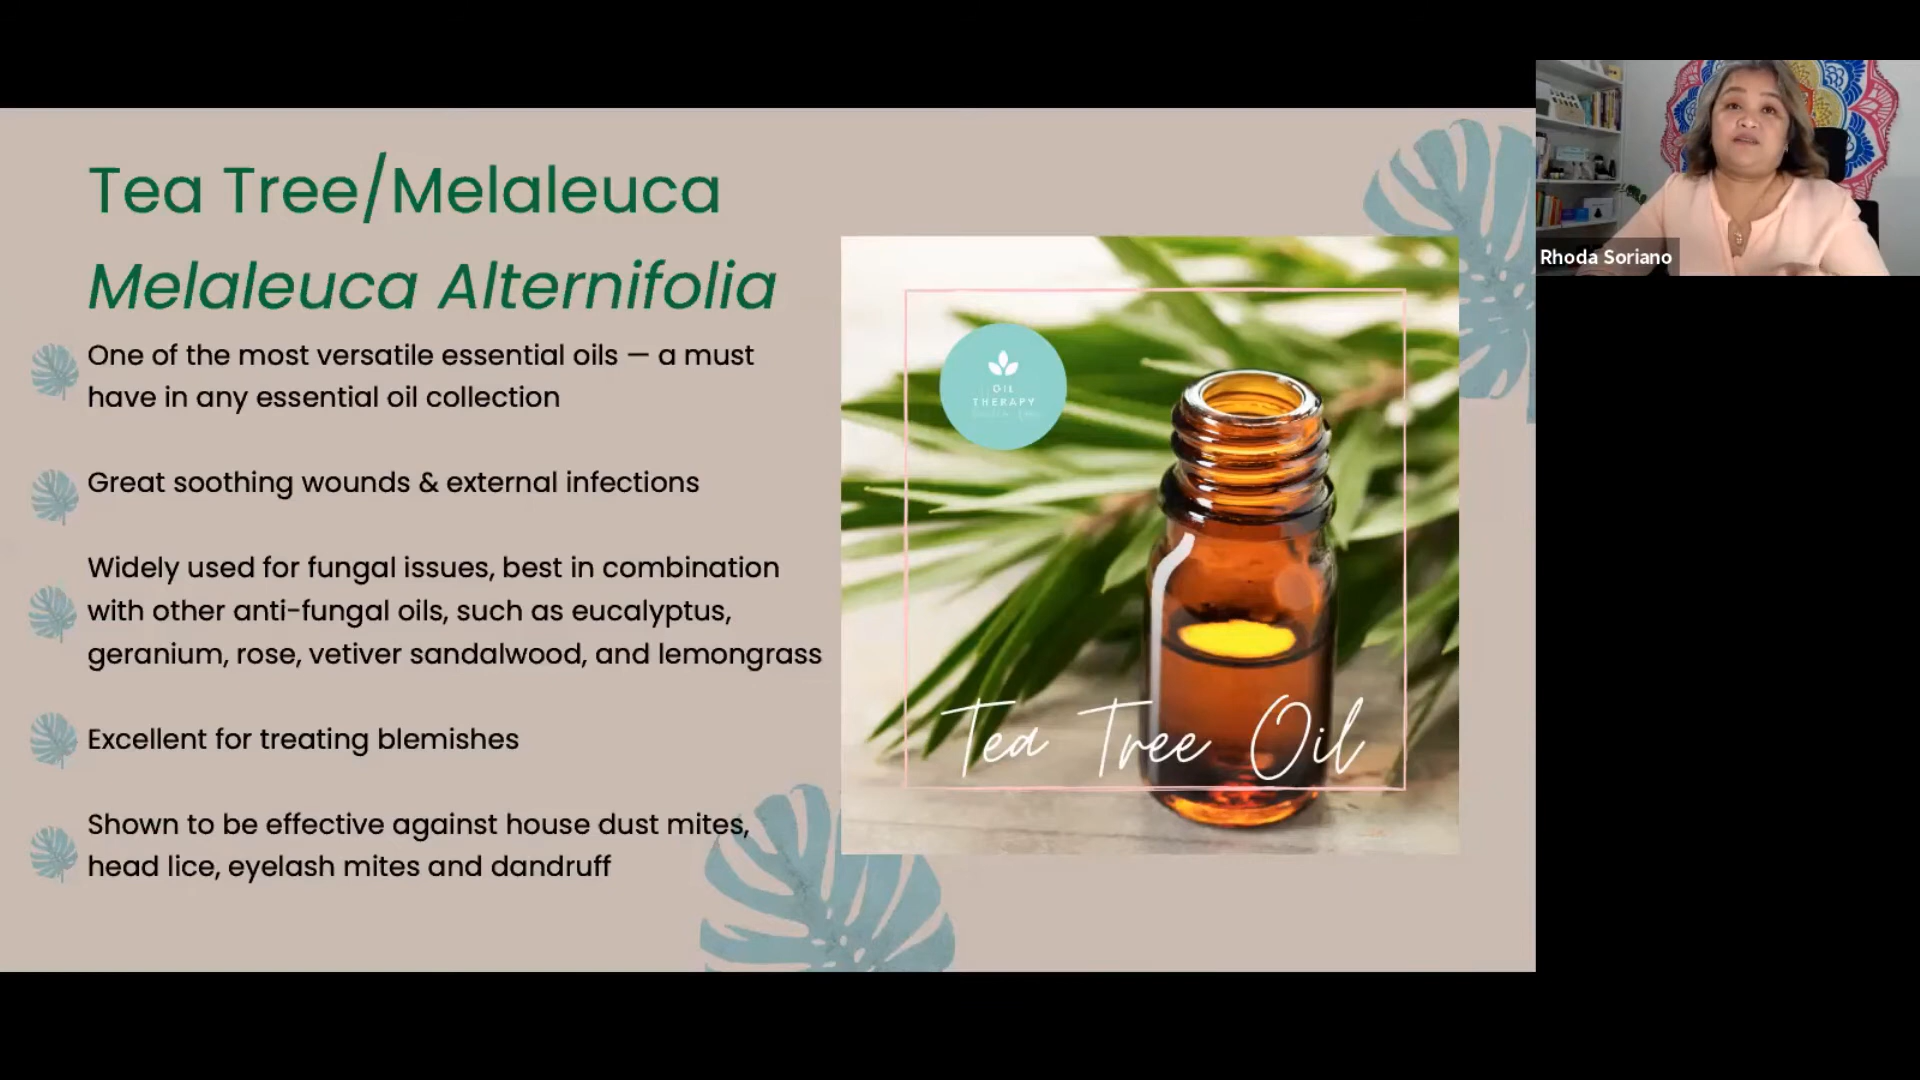 Tea Tree/Melaleuca
Melaleuca Alternifolia
One of the most versatile essential oils — a must
have in any essential oil collection
Great soothing wounds & external infections
Widely used for fungal issues, best in combination
with other anti-fungal oils, such as eucalyptus,
geranium, rose, vetiver sandalwood, and lemongrass
Excellent for treating blemishes
Shown to be effective against house dust mites,
head lice, eyelash mites and dandruff
OIL
THERAPY
Tea Tree Oil
Rhoda Soriano